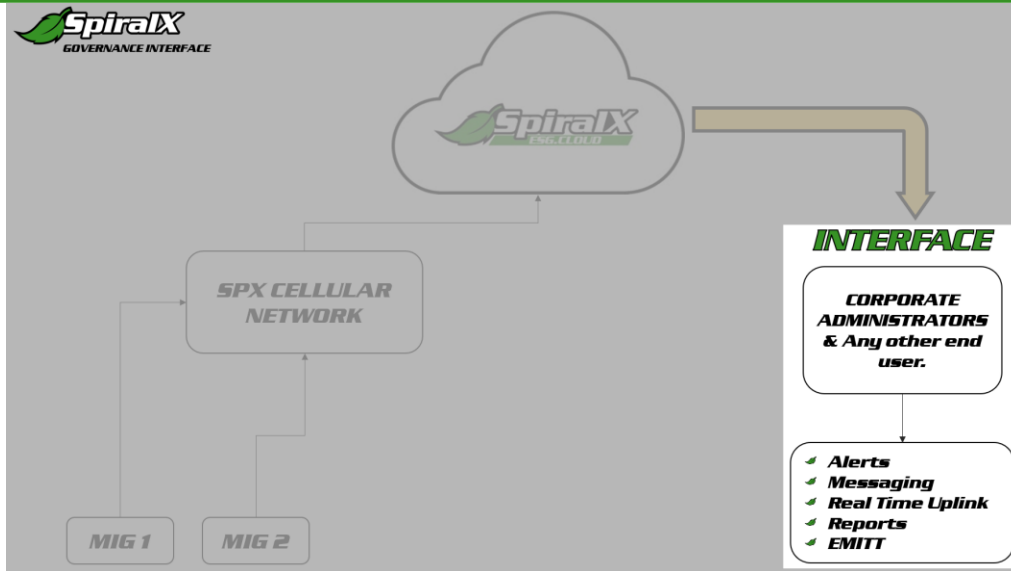 SpiralX
GOVERNANCE INTERFACE
SpiralX
ESG.CLOUD
INTERFACE
SPX CELLULAR
NETWORK
CORPORATE
ADMINISTRATORS
& Any other end
user.
Alerts
Messaging
Real Time Uplink
Reports
EMITT
MIG 1
MIG 2